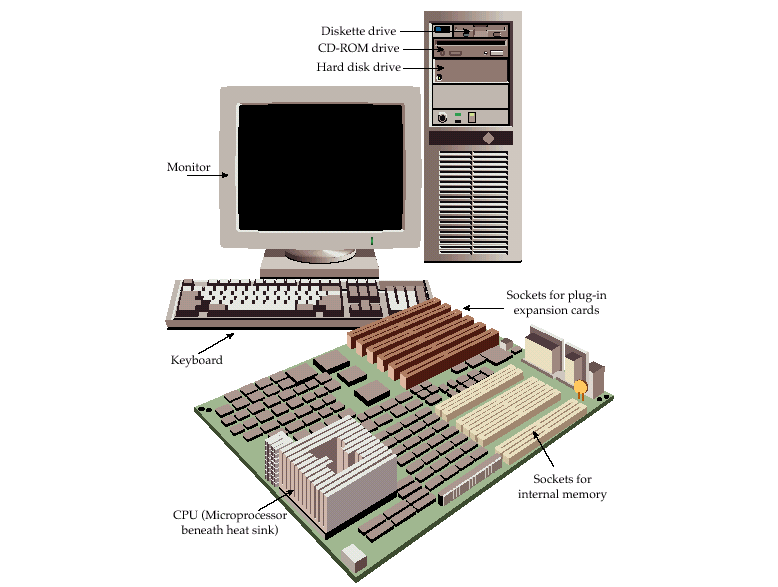 Diskette drive
CD-ROM drive
Hard disk drive
Monitor
Sockets for plug-in
expansion cards
Keyboard
Sockets for
internal memory
CPU (Microprocessor
beneath heat sink)